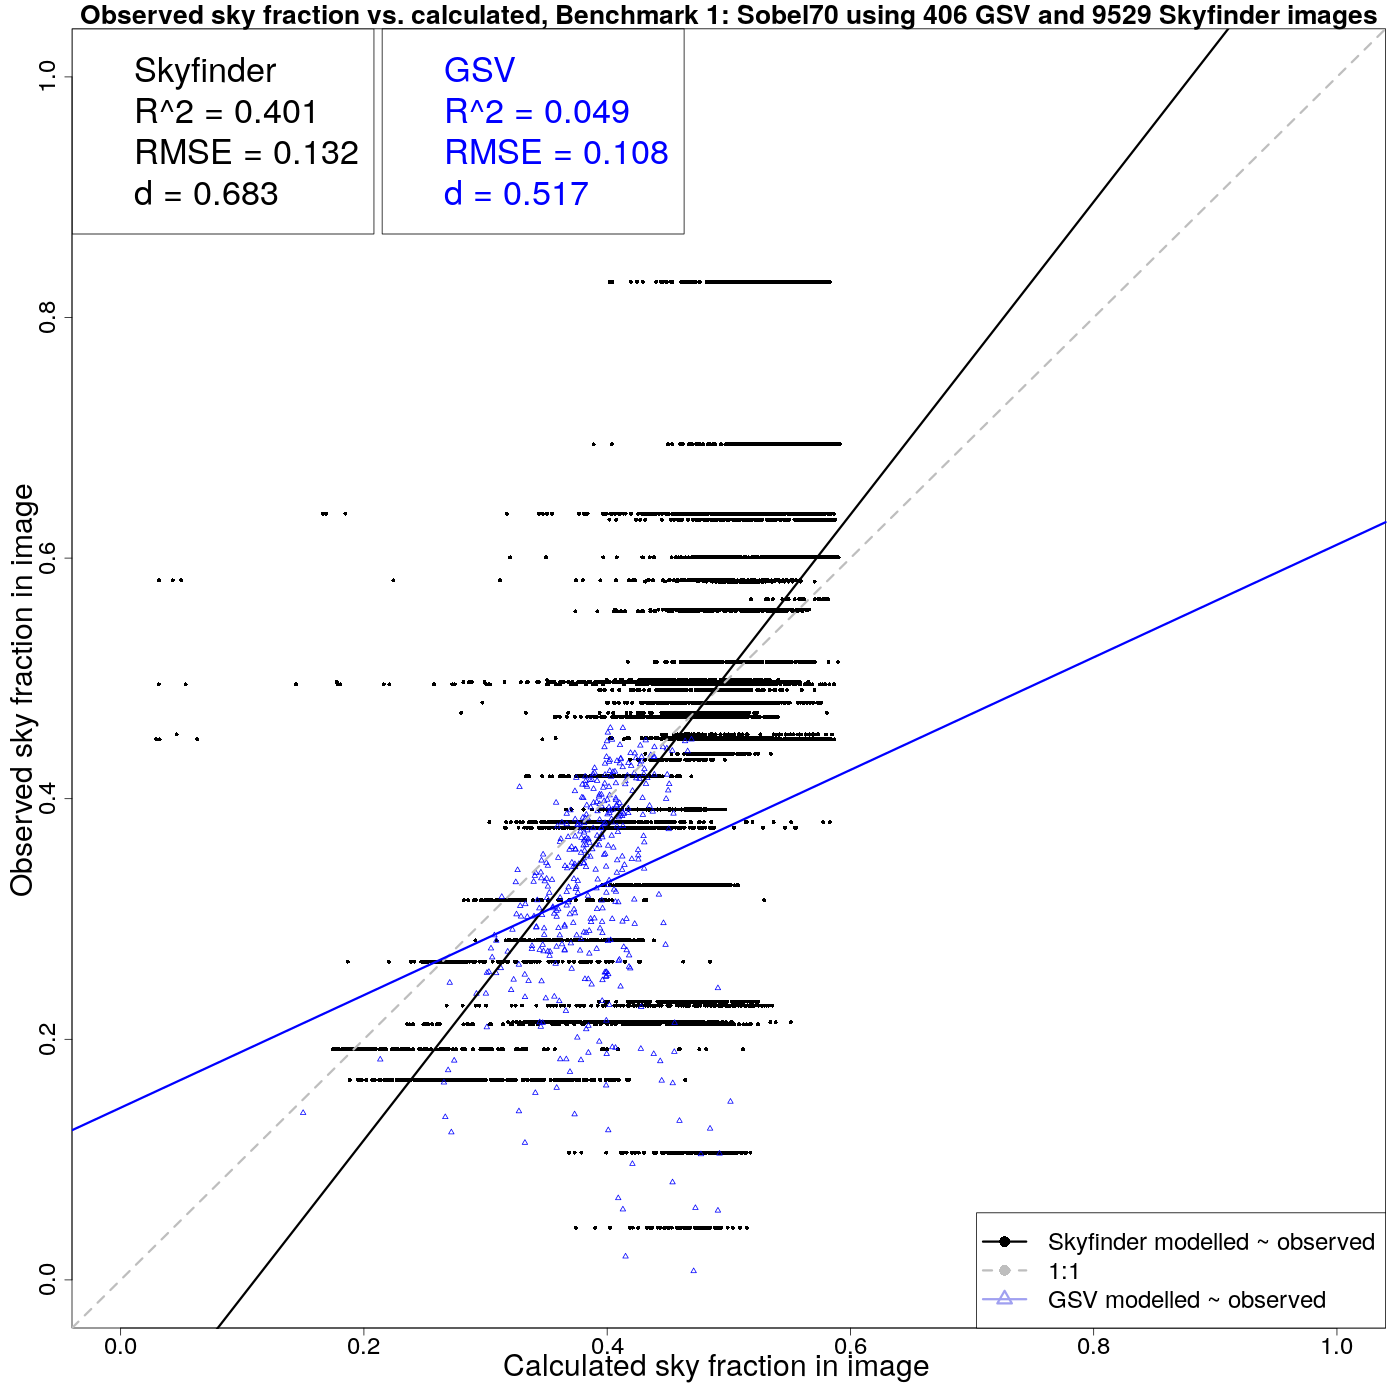 Observed sky fraction vs. calculated, Benchmark 1: Sobel70 using 406 GSV and 9529 Skyfinder images
Skyfinder
R^2 = 0.401
RMSE = 0.132
d = 0.683
GSV
R^2 = 0.049
RMSE = 0.108
d = 0.517
Observed sky fraction in image
1.0
0.8
0.6
0.4
0.2
0.0
Skyfinder modelled ~ observed
1:1
GSV modelled ~ observed
0.0 0.2 0.4 0.6 0.8 1.0
Calculated sky fraction in image